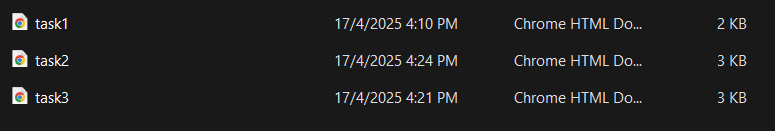 task1 17/4/2025 4:10 PM Chrome HTML Do... 2 KB
task2 17/4/2025 4:24 PM Chrome HTML Do... 3 KB
task3 17/4/2025 4:21 PM Chrome HTML Do... 3 KB